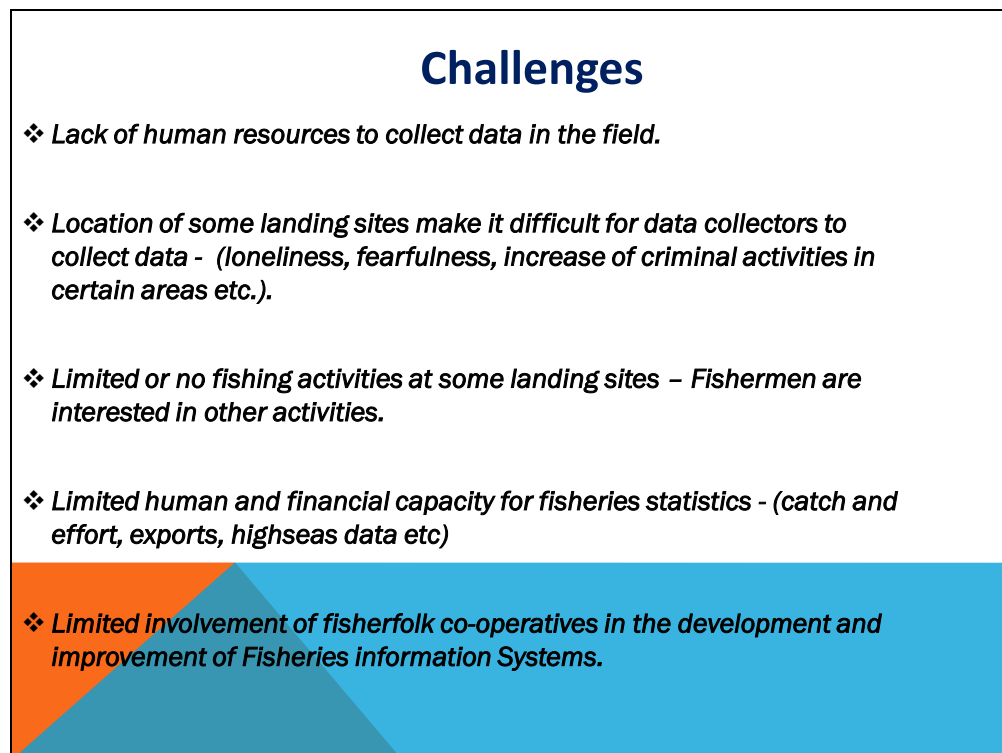 Challenges
❖ Lack of human resources to collect data in the field.
❖ Location of some landing sites make it difficult for data collectors to
collect data - (loneliness, fearfulness, increase of criminal activities in
certain areas etc.).
❖ Limited or no fishing activities at some landing sites – Fishermen are
interested in other activities.
❖ Limited human and financial capacity for fisheries statistics - (catch and
effort, exports, highseas data etc)
❖ Limited involvement of fisherfolk co-operatives in the development and
improvement of Fisheries information Systems.